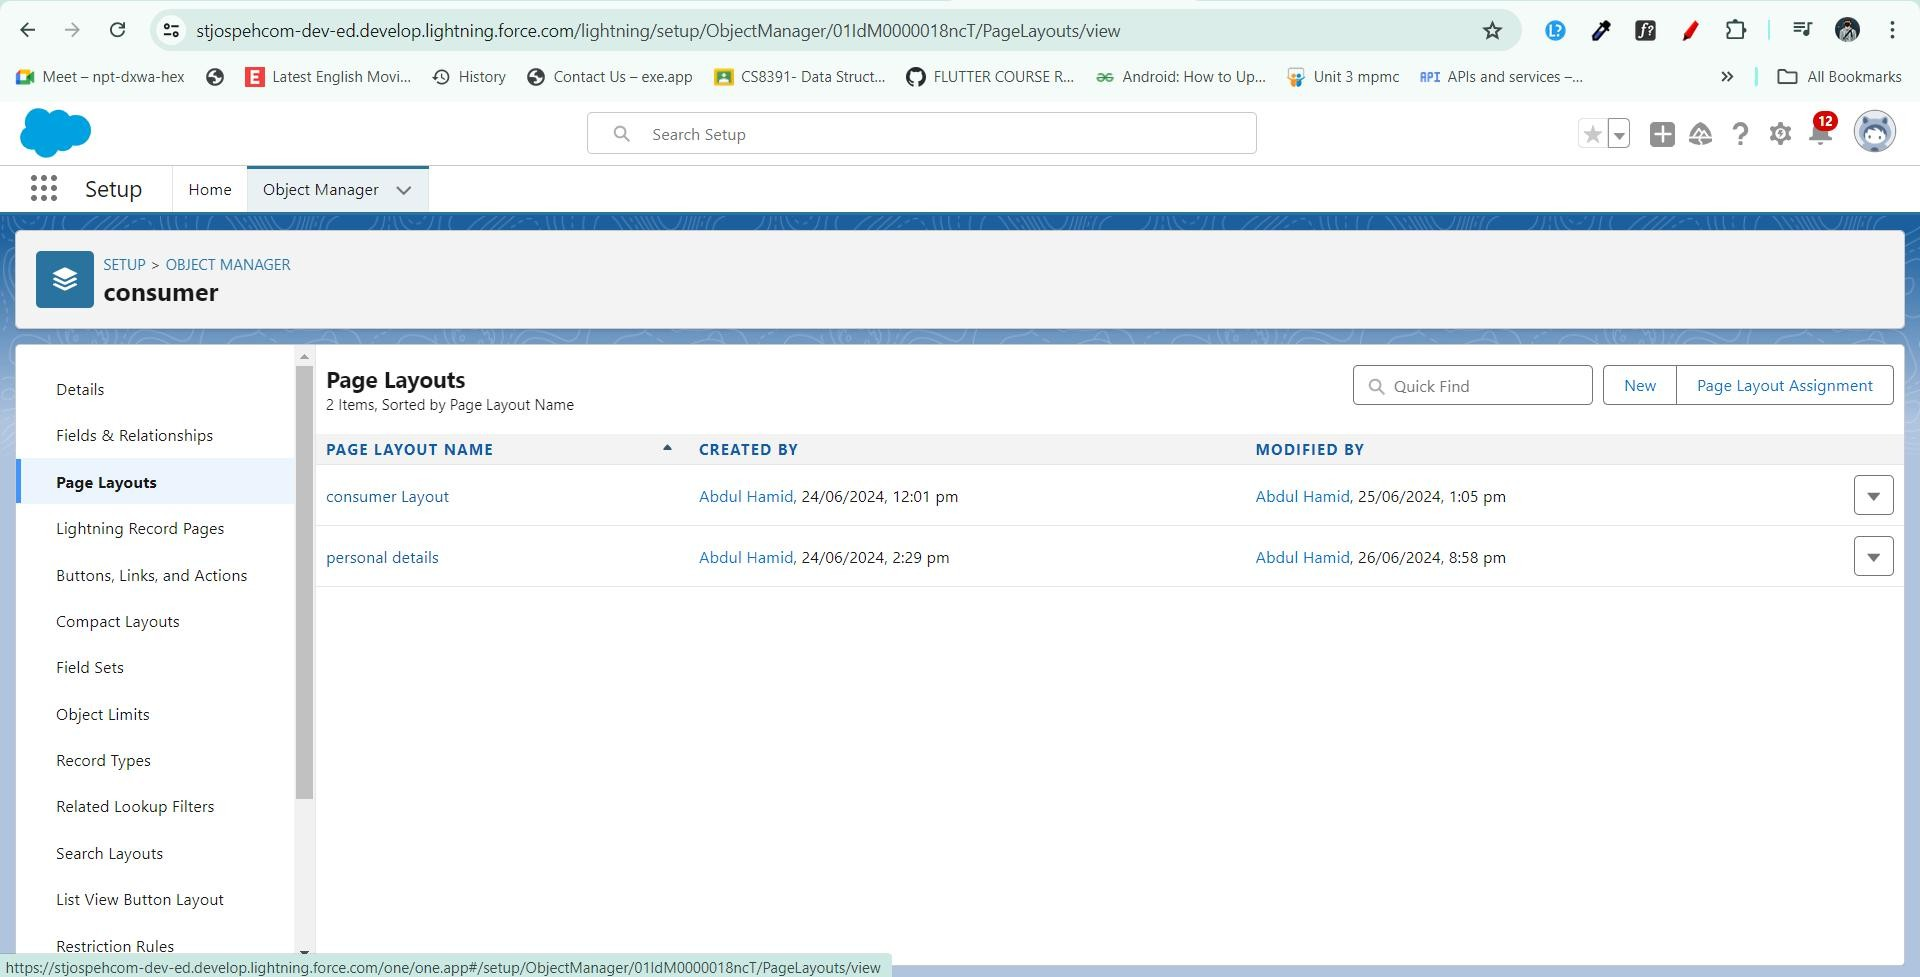 stjospehcom-dev-ed.develop.lightning.force.com/lightning/setup/ObjectManager/01IdM0000018ncT/PageLayouts/view
Meet – npt-dxwa-hex
Latest English Movi...
History
Contact Us – exe.app
CS8391- Data Struct...
FLUTTER COURSE R...
Android: How to Up...
Unit 3 mpmc
API APIs and services –...
»
All Bookmarks
Search Setup
12
Setup
Home
Object Manager
SETUP > OBJECT MANAGER
consumer
Details
Fields & Relationships
Page Layouts
Lightning Record Pages
Buttons, Links, and Actions
Compact Layouts
Field Sets
Object Limits
Record Types
Related Lookup Filters
Search Layouts
List View Button Layout
Restriction Rules
Page Layouts
2 Items, Sorted by Page Layout Name
Quick Find
New
Page Layout Assignment
PAGE LAYOUT NAME CREATED BY MODIFIED BY
consumer Layout Abdul Hamid, 24/06/2024, 12:01 pm Abdul Hamid, 25/06/2024, 1:05 pm
personal details Abdul Hamid, 24/06/2024, 2:29 pm Abdul Hamid, 26/06/2024, 8:58 pm
https://stjospehcom-dev-ed.develop.lightning.force.com/one/one.app#/setup/ObjectManager/01IdM0000018ncT/PageLayouts/view